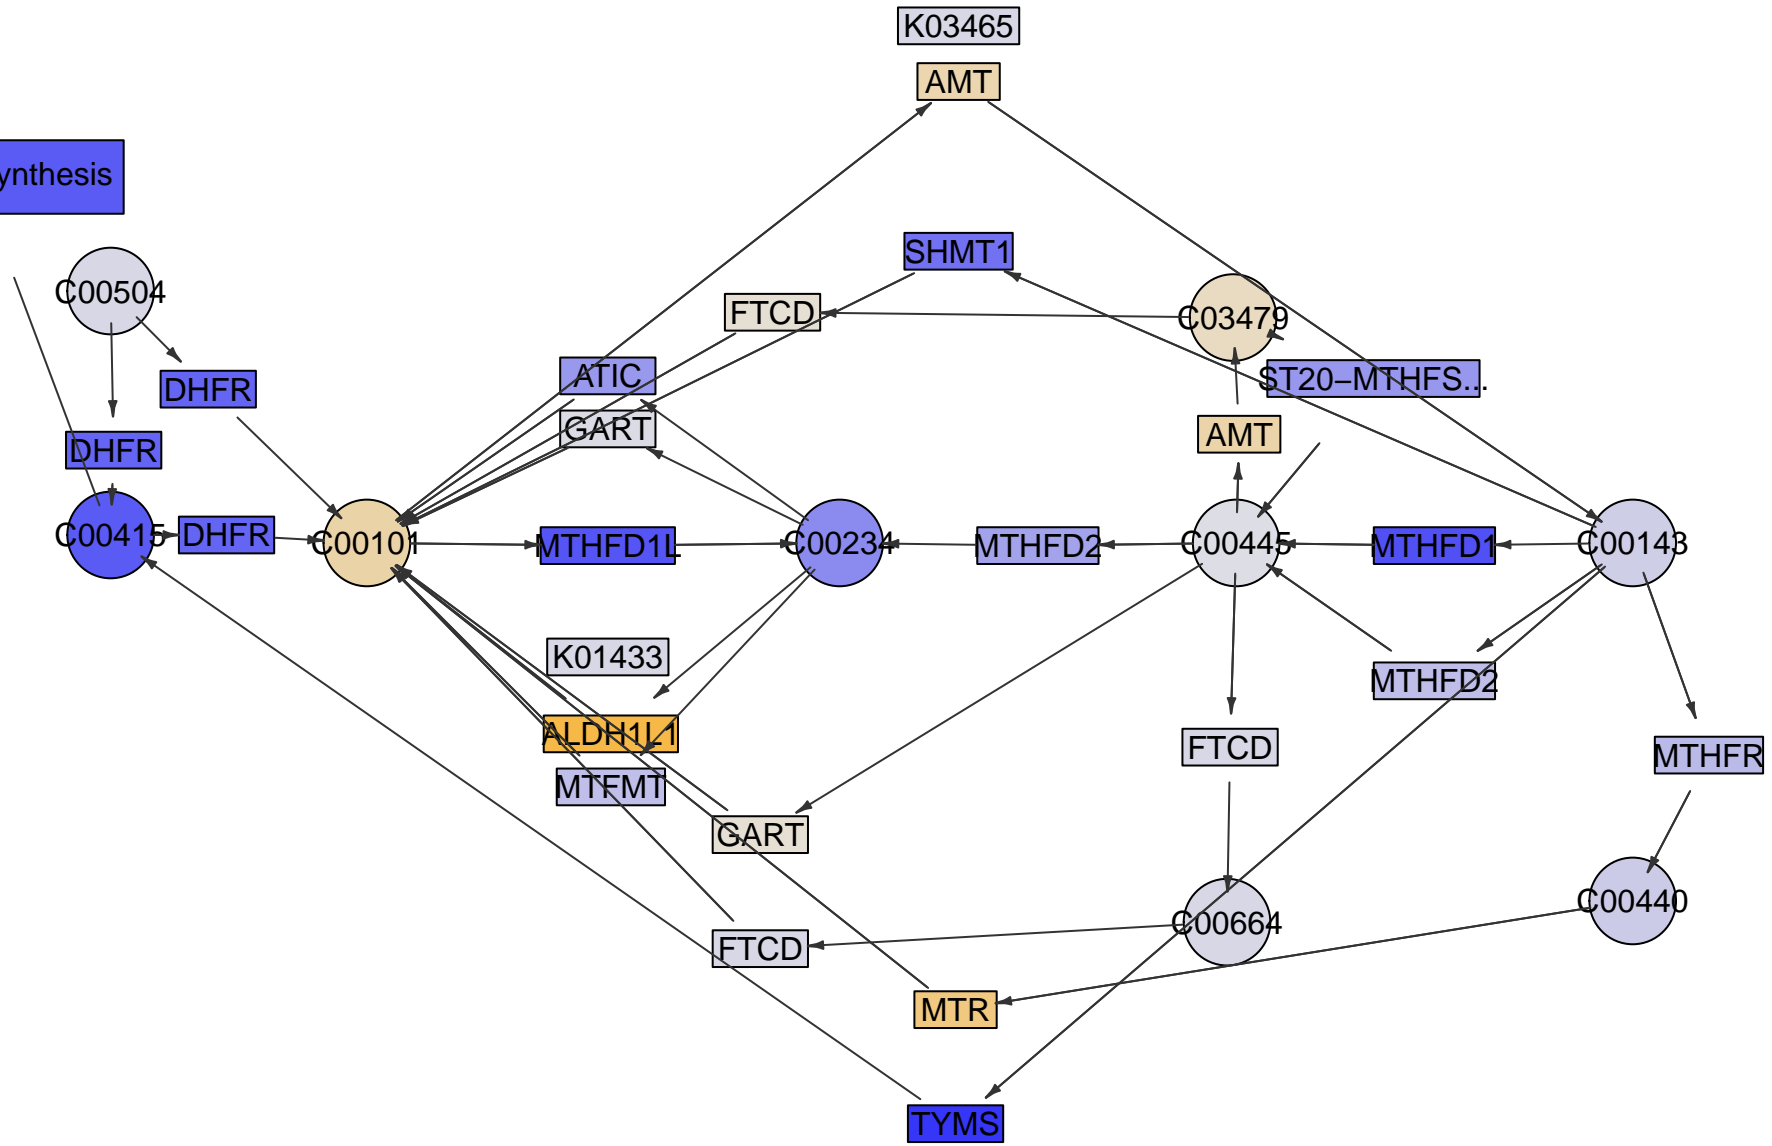 K03465
AMT
ynthesis
SHMT1
C00504
FTCD
C03479
ATIC
ST20−MTHFS...
DHFR
GART
AMT
DHFR
C00415
DHFR
C00101
MTHFD1L
C00234
MTHFD2
C00445
MTHFD1
C00143
K01433
MTHFD2
ALDH1L1
FTCD
MTHFR
MTFMT
GART
C00440
C00664
FTCD
MTR
TYMS